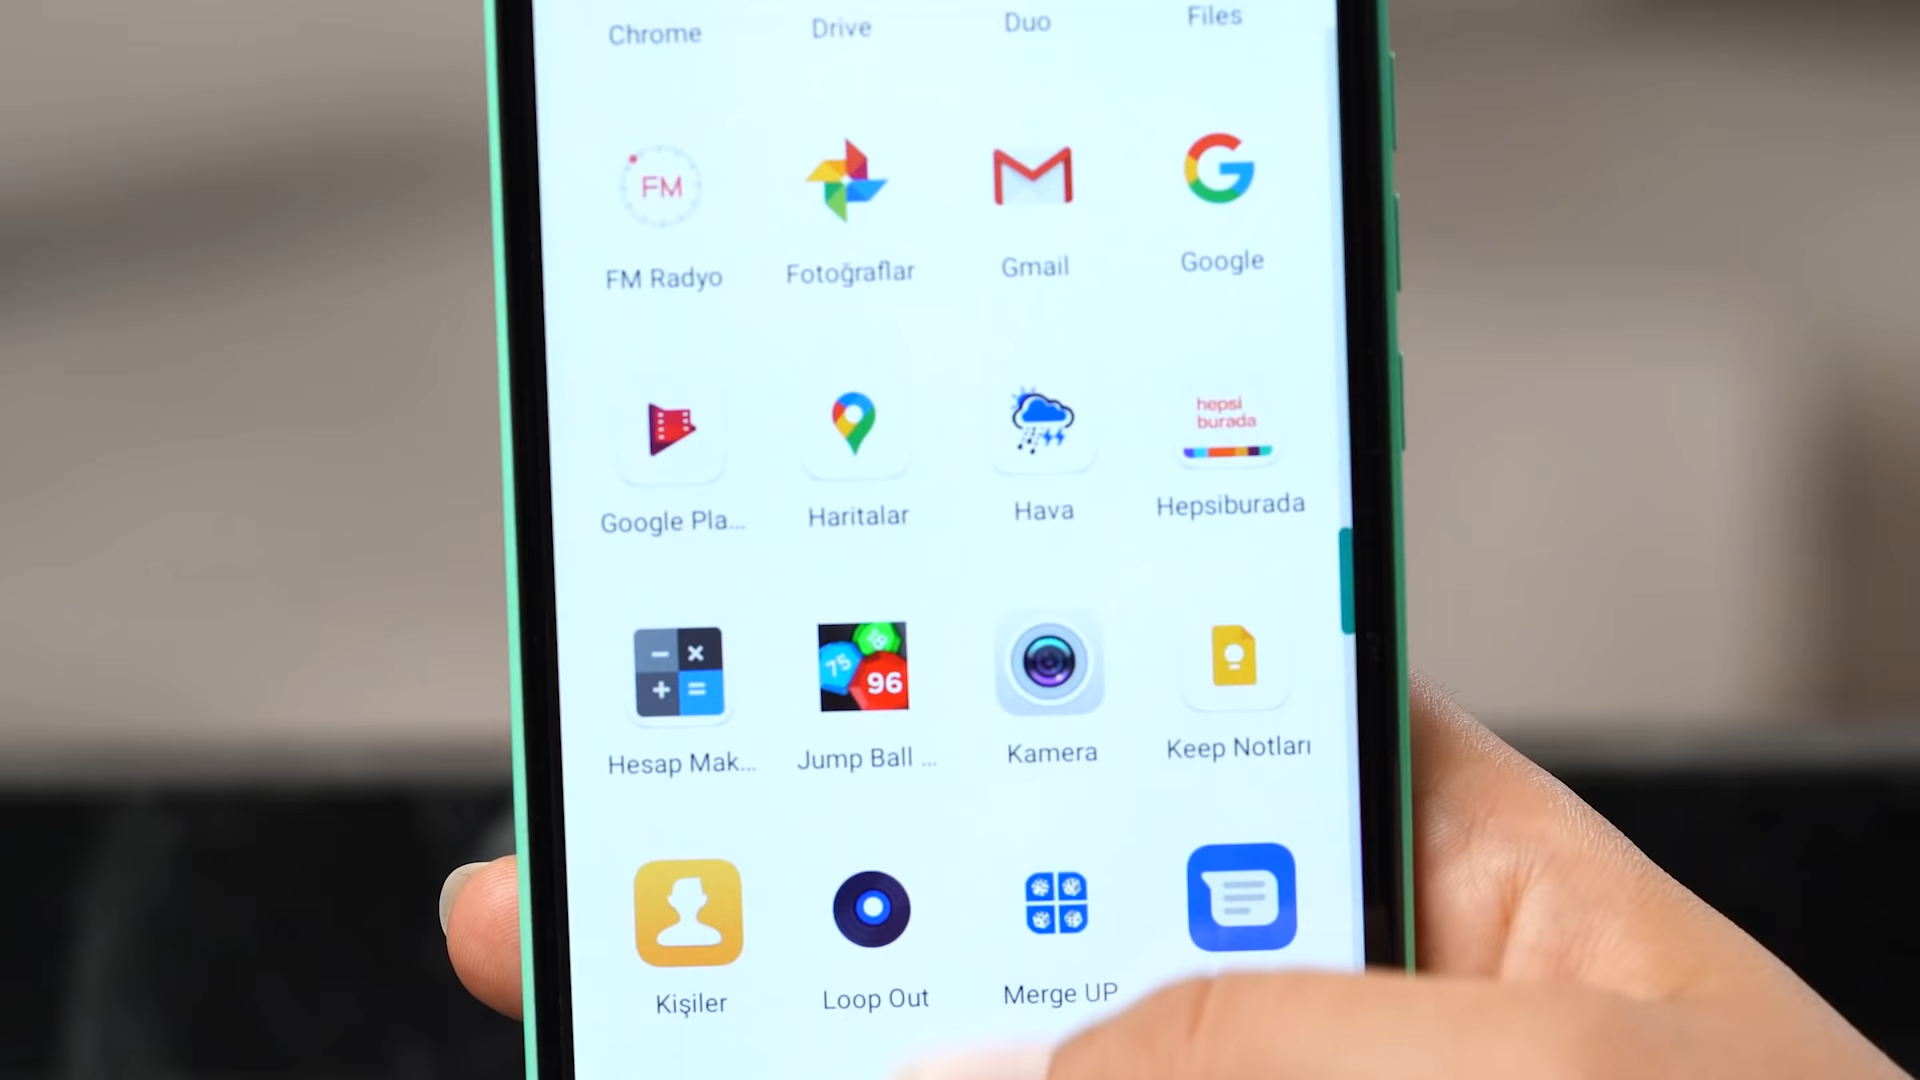 Chrome
Drive
Duo
Files
FM
FM Radyo
Fotoğraflar
Gmail
G
Google
Google Pla...
Haritalar
Hava
hepsi
burada
Hepsiburada
Hesap Mak...
75
18
96
Jump Ball ...
Kamera
Keep Notları
Kişiler
Loop Out
Merge UP